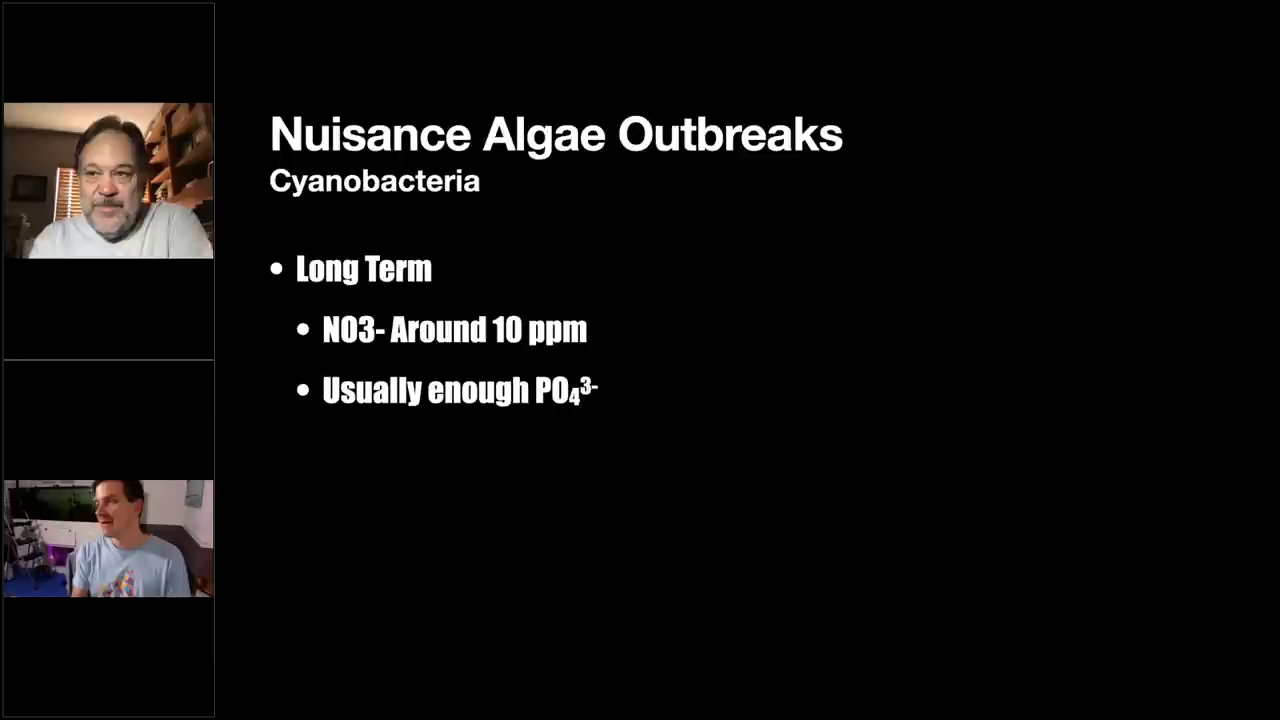 Nuisance Algae Outbreaks
Cyanobacteria
• Long Term
• NO3- Around 10 ppm
• Usually enough PO₄³⁻